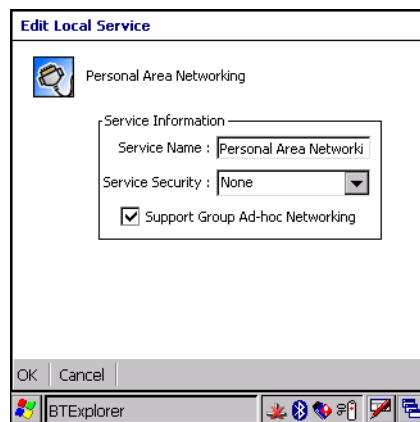 Edit Local Service
Personal Area Networking
Service Information
Service Name : Personal Area Networki
Service Security : None
Support Group Ad-hoc Networking
OK Cancel
BTExplorer